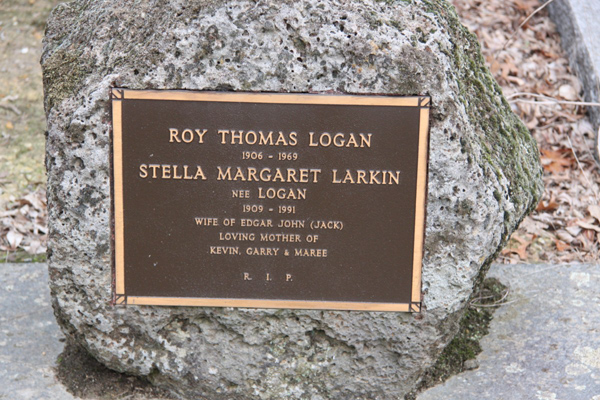 ROY THOMAS LOGAN
1906 - 1969
STELLA MARGARET LARKIN
NEE LOGAN
1909 - 1991
WIFE OF EDGAR JOHN (JACK)
LOVING MOTHER OF
KEVIN, GARRY & MAREE
R. I. P.